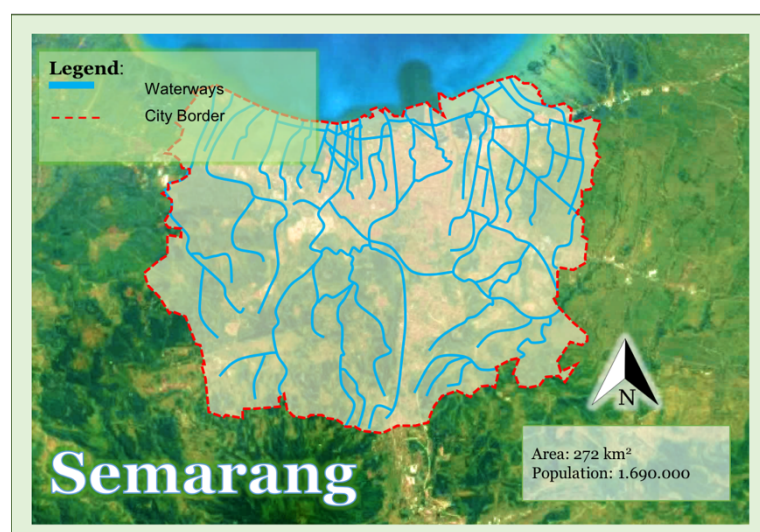 Legend:
Waterways
City Border
N
Semarang
Area: 272 km²
Population: 1.690.000